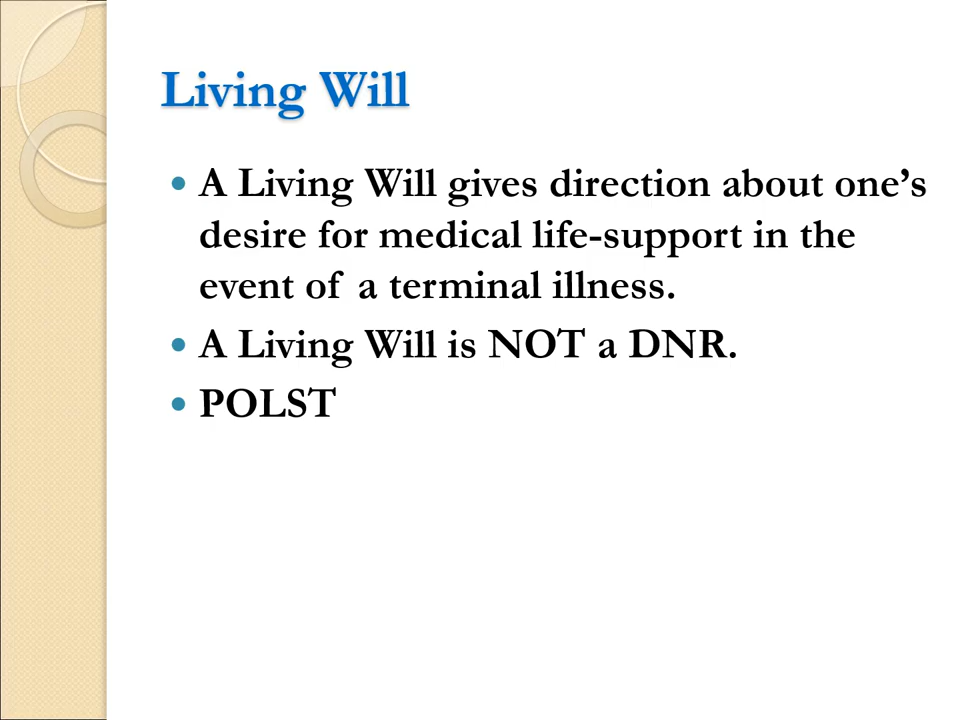 Living Will
• A Living Will gives direction about one’s
desire for medical life-support in the
event of a terminal illness.
• A Living Will is NOT a DNR.
• POLST